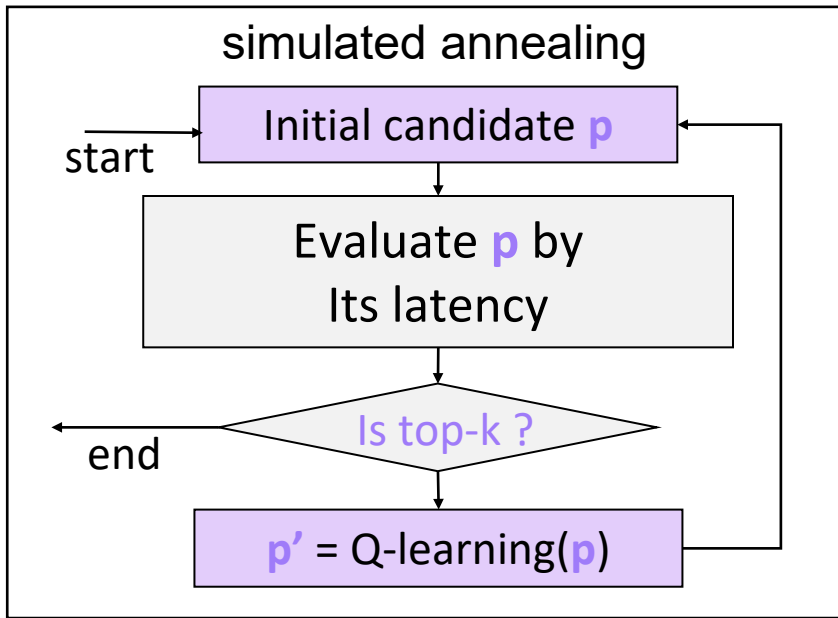 simulated annealing
Initial candidate p
start
Evaluate p by
Its latency
Is top-k ?
end
p’ = Q-learning(p)